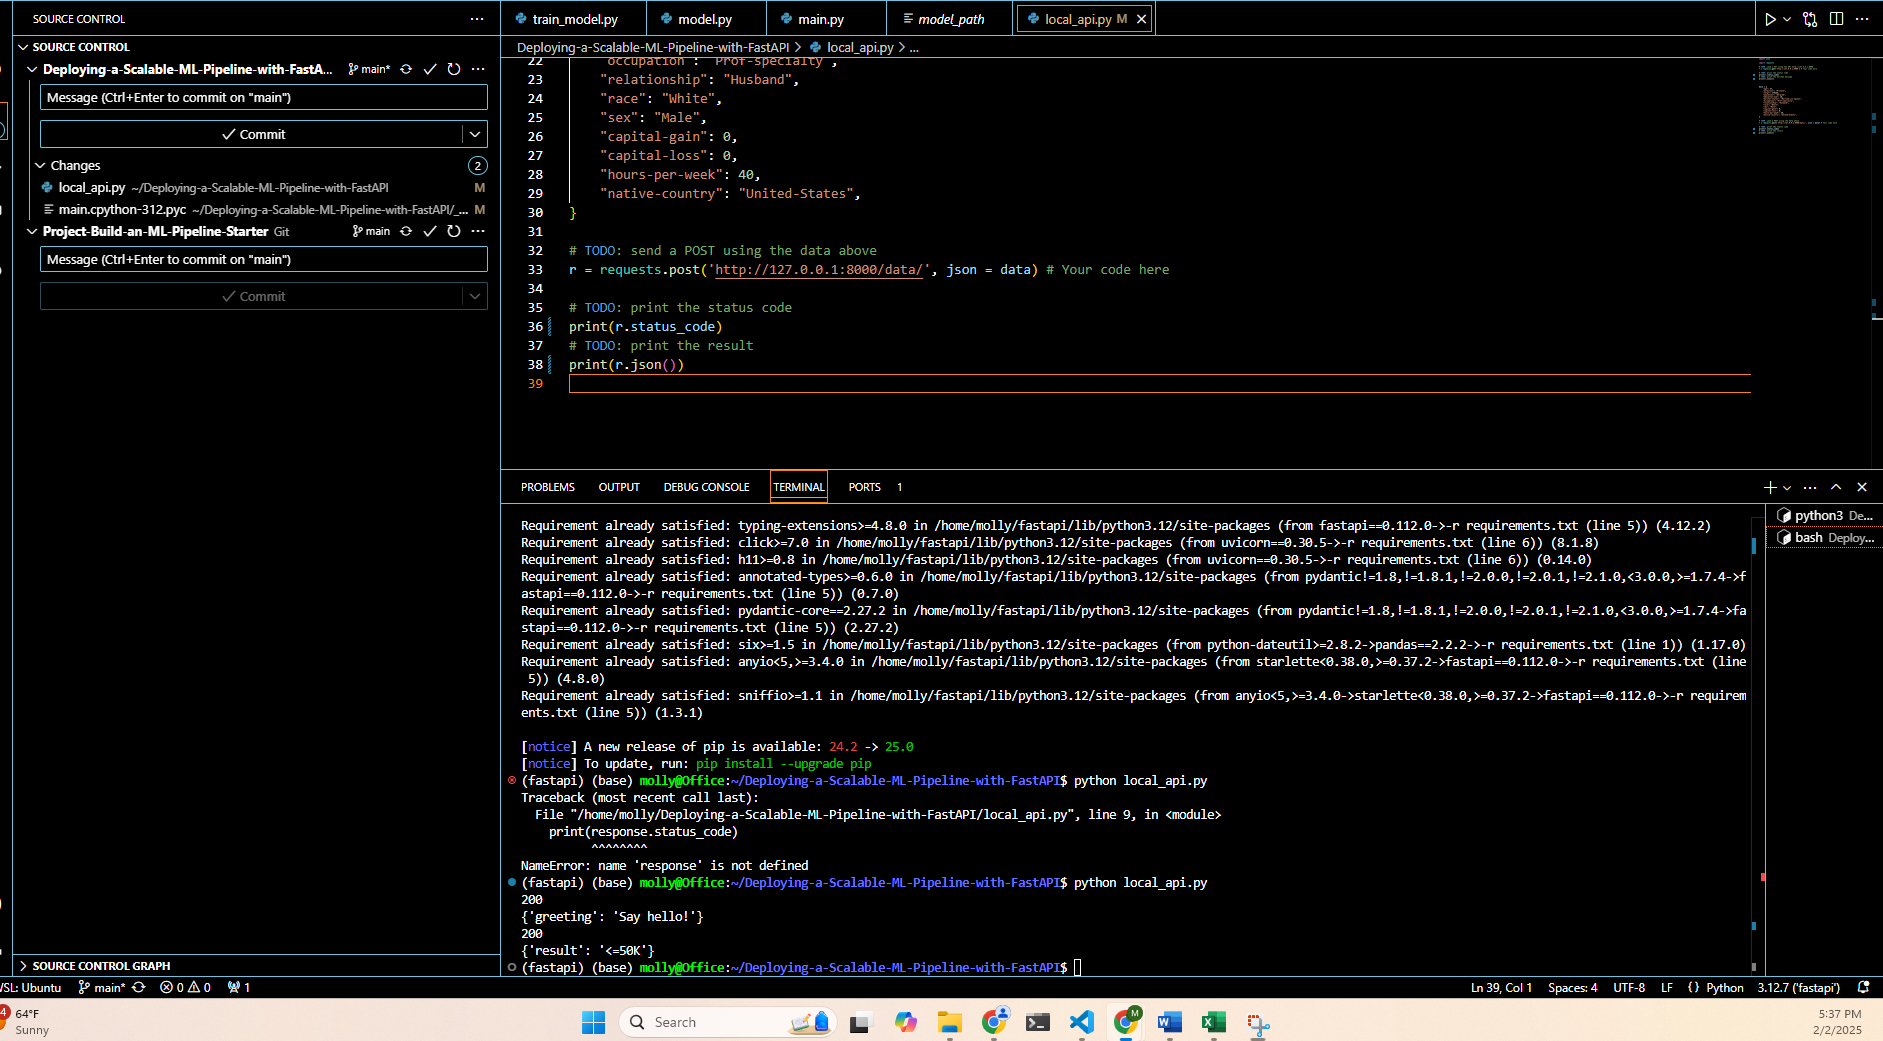 SOURCE CONTROL
SOURCE CONTROL
Deploying-a-Scalable-ML-Pipeline-with-FastA... main*
Message (Ctrl+Enter to commit on "main")
Commit
Changes 2
local_api.py ~/Deploying-a-Scalable-ML-Pipeline-with-FastAPI M
main.cpython-312.pyc ~/Deploying-a-Scalable-ML-Pipeline-with-FastAPI/_... M
Project-Build-an-ML-Pipeline-Starter Git main
Message (Ctrl+Enter to commit on "main")
Commit
SOURCE CONTROL GRAPH
train_model.py model.py main.py model_path local_api.py M
Deploying-a-Scalable-ML-Pipeline-with-FastAPI > local_api.py > ...
22 "occupation": "Prof-specialty",
23 "relationship": "Husband",
24 "race": "White",
25 "sex": "Male",
26 "capital-gain": 0,
27 "capital-loss": 0,
28 "hours-per-week": 40,
29 "native-country": "United-States",
30 }
31
32 # TODO: send a POST using the data above
33 r = requests.post('http://127.0.0.1:8000/data/', json = data) # Your code here
34
35 # TODO: print the status code
36 print(r.status_code)
37 # TODO: print the result
38 print(r.json())
39
PROBLEMS OUTPUT DEBUG CONSOLE TERMINAL PORTS 1
Requirement already satisfied: typing-extensions>=4.8.0 in /home/molly/fastapi/lib/python3.12/site-packages (from fastapi==0.112.0->-r requirements.txt (line 5)) (4.12.2)
Requirement already satisfied: click>=7.0 in /home/molly/fastapi/lib/python3.12/site-packages (from uvicorn==0.30.5->-r requirements.txt (line 6)) (8.1.8)
Requirement already satisfied: h11>=0.8 in /home/molly/fastapi/lib/python3.12/site-packages (from uvicorn==0.30.5->-r requirements.txt (line 6)) (0.14.0)
Requirement already satisfied: annotated-types>=0.6.0 in /home/molly/fastapi/lib/python3.12/site-packages (from pydantic!=1.8,!=1.8.1,!=2.0.0,!=2.0.1,!=2.1.0,<3.0.0,>=1.7.4->f
astapi==0.112.0->-r requirements.txt (line 5)) (0.7.0)
Requirement already satisfied: pydantic-core==2.27.2 in /home/molly/fastapi/lib/python3.12/site-packages (from pydantic!=1.8,!=1.8.1,!=2.0.0,!=2.0.1,!=2.1.0,<3.0.0,>=1.7.4->fa
stapi==0.112.0->-r requirements.txt (line 5)) (2.27.2)
Requirement already satisfied: six>=1.5 in /home/molly/fastapi/lib/python3.12/site-packages (from python-dateutil>=2.8.2->pandas==2.2.2->-r requirements.txt (line 1)) (1.17.0)
Requirement already satisfied: anyio<5,>=3.4.0 in /home/molly/fastapi/lib/python3.12/site-packages (from starlette<0.38.0,>=0.37.2->fastapi==0.112.0->-r requirements.txt (line
 5)) (4.8.0)
Requirement already satisfied: sniffio>=1.1 in /home/molly/fastapi/lib/python3.12/site-packages (from anyio<5,>=3.4.0->starlette<0.38.0,>=0.37.2->fastapi==0.112.0->-r requirem
ents.txt (line 5)) (1.3.1)
[notice] A new release of pip is available: 24.2 -> 25.0
[notice] To update, run: pip install --upgrade pip
(fastapi) (base) molly@Office:~/Deploying-a-Scalable-ML-Pipeline-with-FastAPI$ python local_api.py
Traceback (most recent call last):
  File "/home/molly/Deploying-a-Scalable-ML-Pipeline-with-FastAPI/local_api.py", line 9, in <module>
    print(response.status_code)
          ^^^^^^^^
NameError: name 'response' is not defined
(fastapi) (base) molly@Office:~/Deploying-a-Scalable-ML-Pipeline-with-FastAPI$ python local_api.py
200
{'greeting': 'Say hello!'}
200
{'result': '<=50K'}
(fastapi) (base) molly@Office:~/Deploying-a-Scalable-ML-Pipeline-with-FastAPI$
python3 De...
bash Deploy...
WSL: Ubuntu main* 0 0 1
Ln 39, Col 1 Spaces: 4 UTF-8 LF {} Python 3.12.7 ('fastapi')
4
64°F
Sunny
Search
M
5:37 PM
2/2/2025